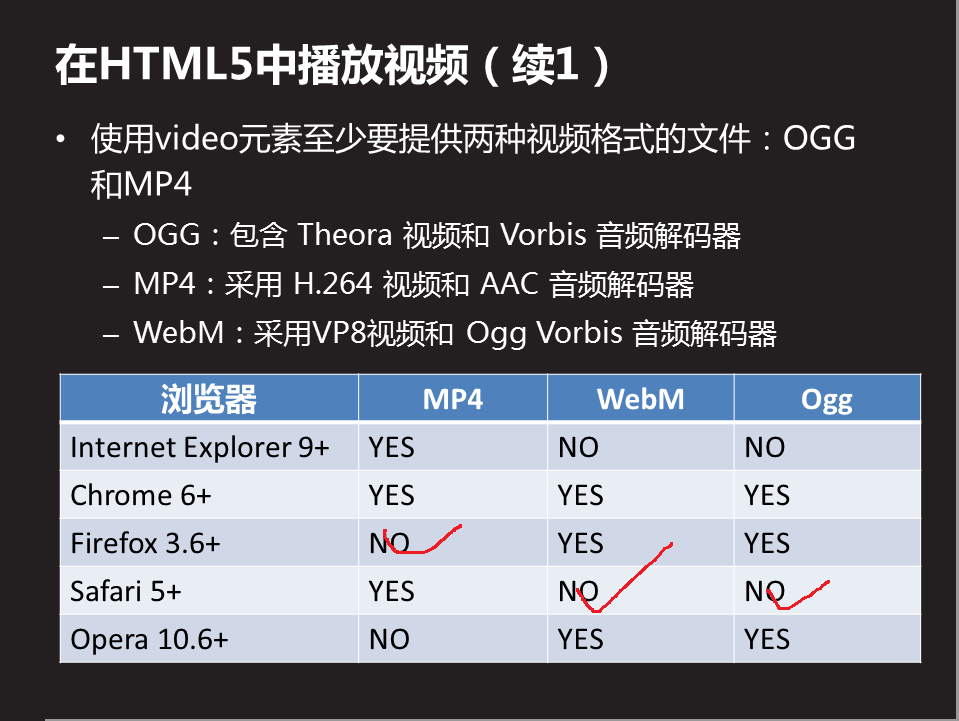 在HTML5中播放视频（续1）
• 使用video元素至少要提供两种视频格式的文件：OGG
和MP4
– OGG：包含 Theora 视频和 Vorbis 音频解码器
– MP4：采用 H.264 视频和 AAC 音频解码器
– WebM：采用VP8视频和 Ogg Vorbis 音频解码器
浏览器 MP4 WebM Ogg
Internet Explorer 9+ YES NO NO
Chrome 6+ YES YES YES
Firefox 3.6+ NO YES YES
Safari 5+ YES NO NO
Opera 10.6+ NO YES YES